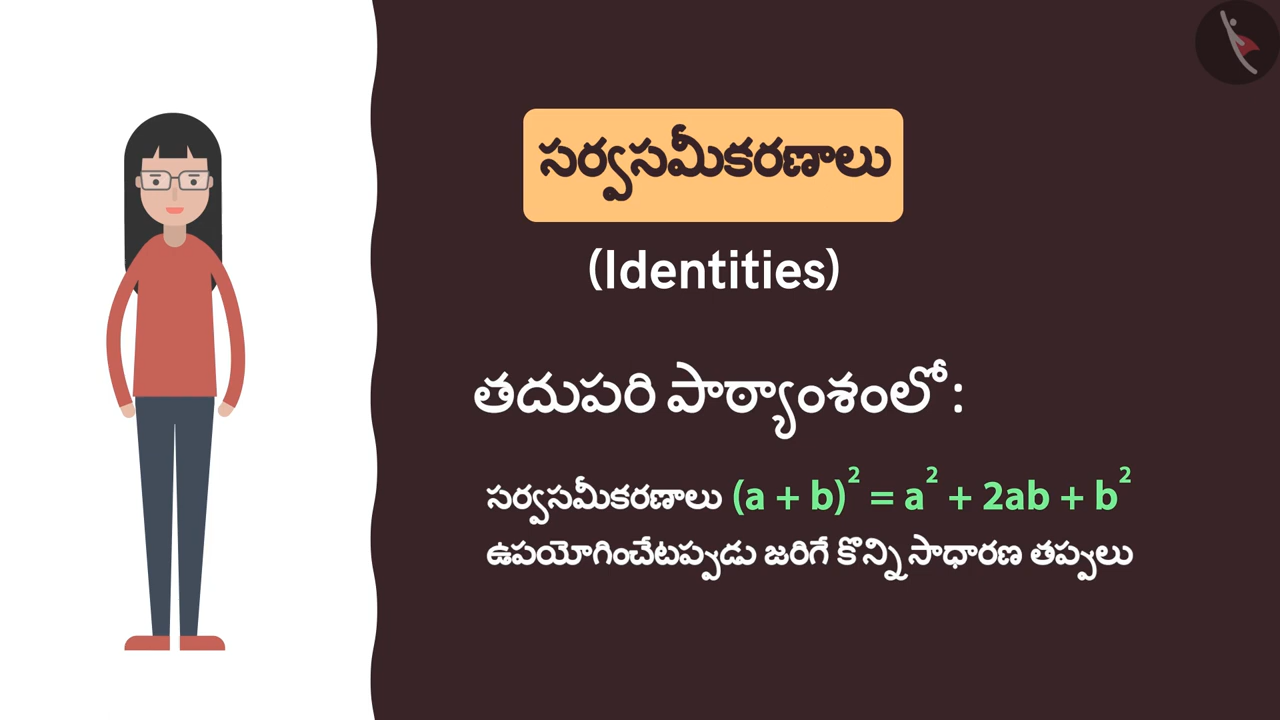 సర్వసమీకరణాలు
(Identities)
తదుపరి పాఠ్యాంశంలో:
సర్వసమీకరణాలు (a + b)² = a² + 2ab + b²
ఉపయోగించేటప్పుడు జరిగే కొన్ని సాధారణ తప్పులు